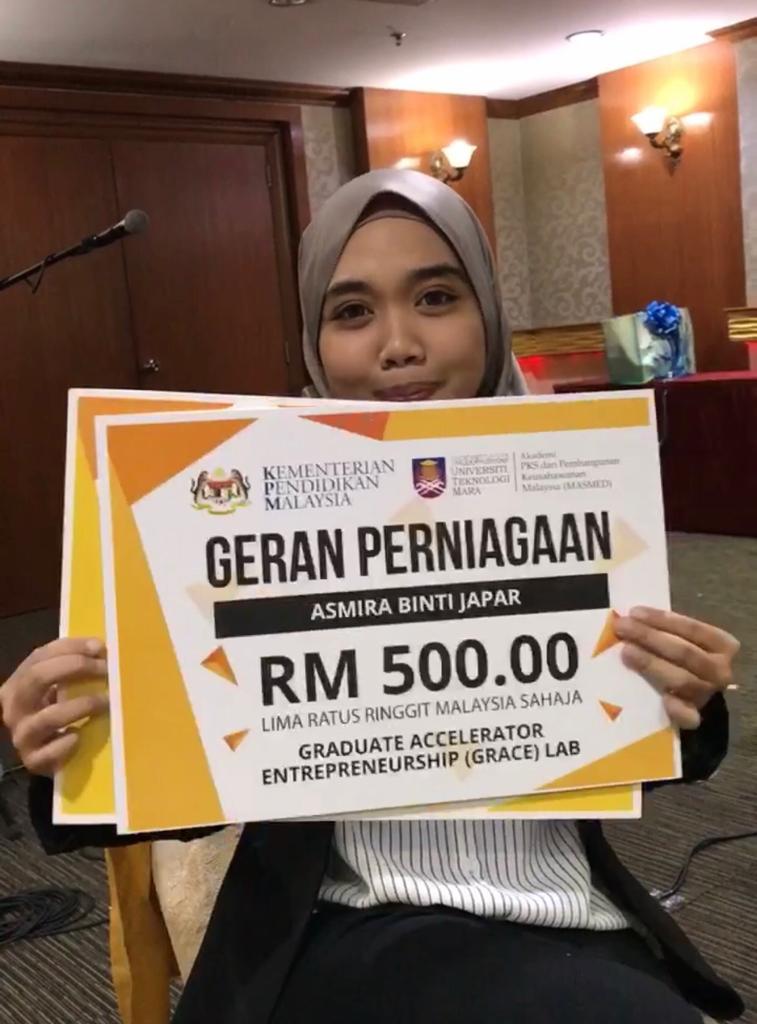 KEMENTERIAN
PENDIDIKAN
MALAYSIA
UNIVERSITI
TEKNOLOGI
MARA
Akademi
PKS dan Pembangunan
Keusahawanan
Malaysia (MASMED)
GERAN PERNIAGAAN
ASMIRA BINTI JAPAR
RM 500.00
LIMA RATUS RINGGIT MALAYSIA SAHAJA
GRADUATE ACCELERATOR
ENTREPRENEURSHIP (GRACE) LAB